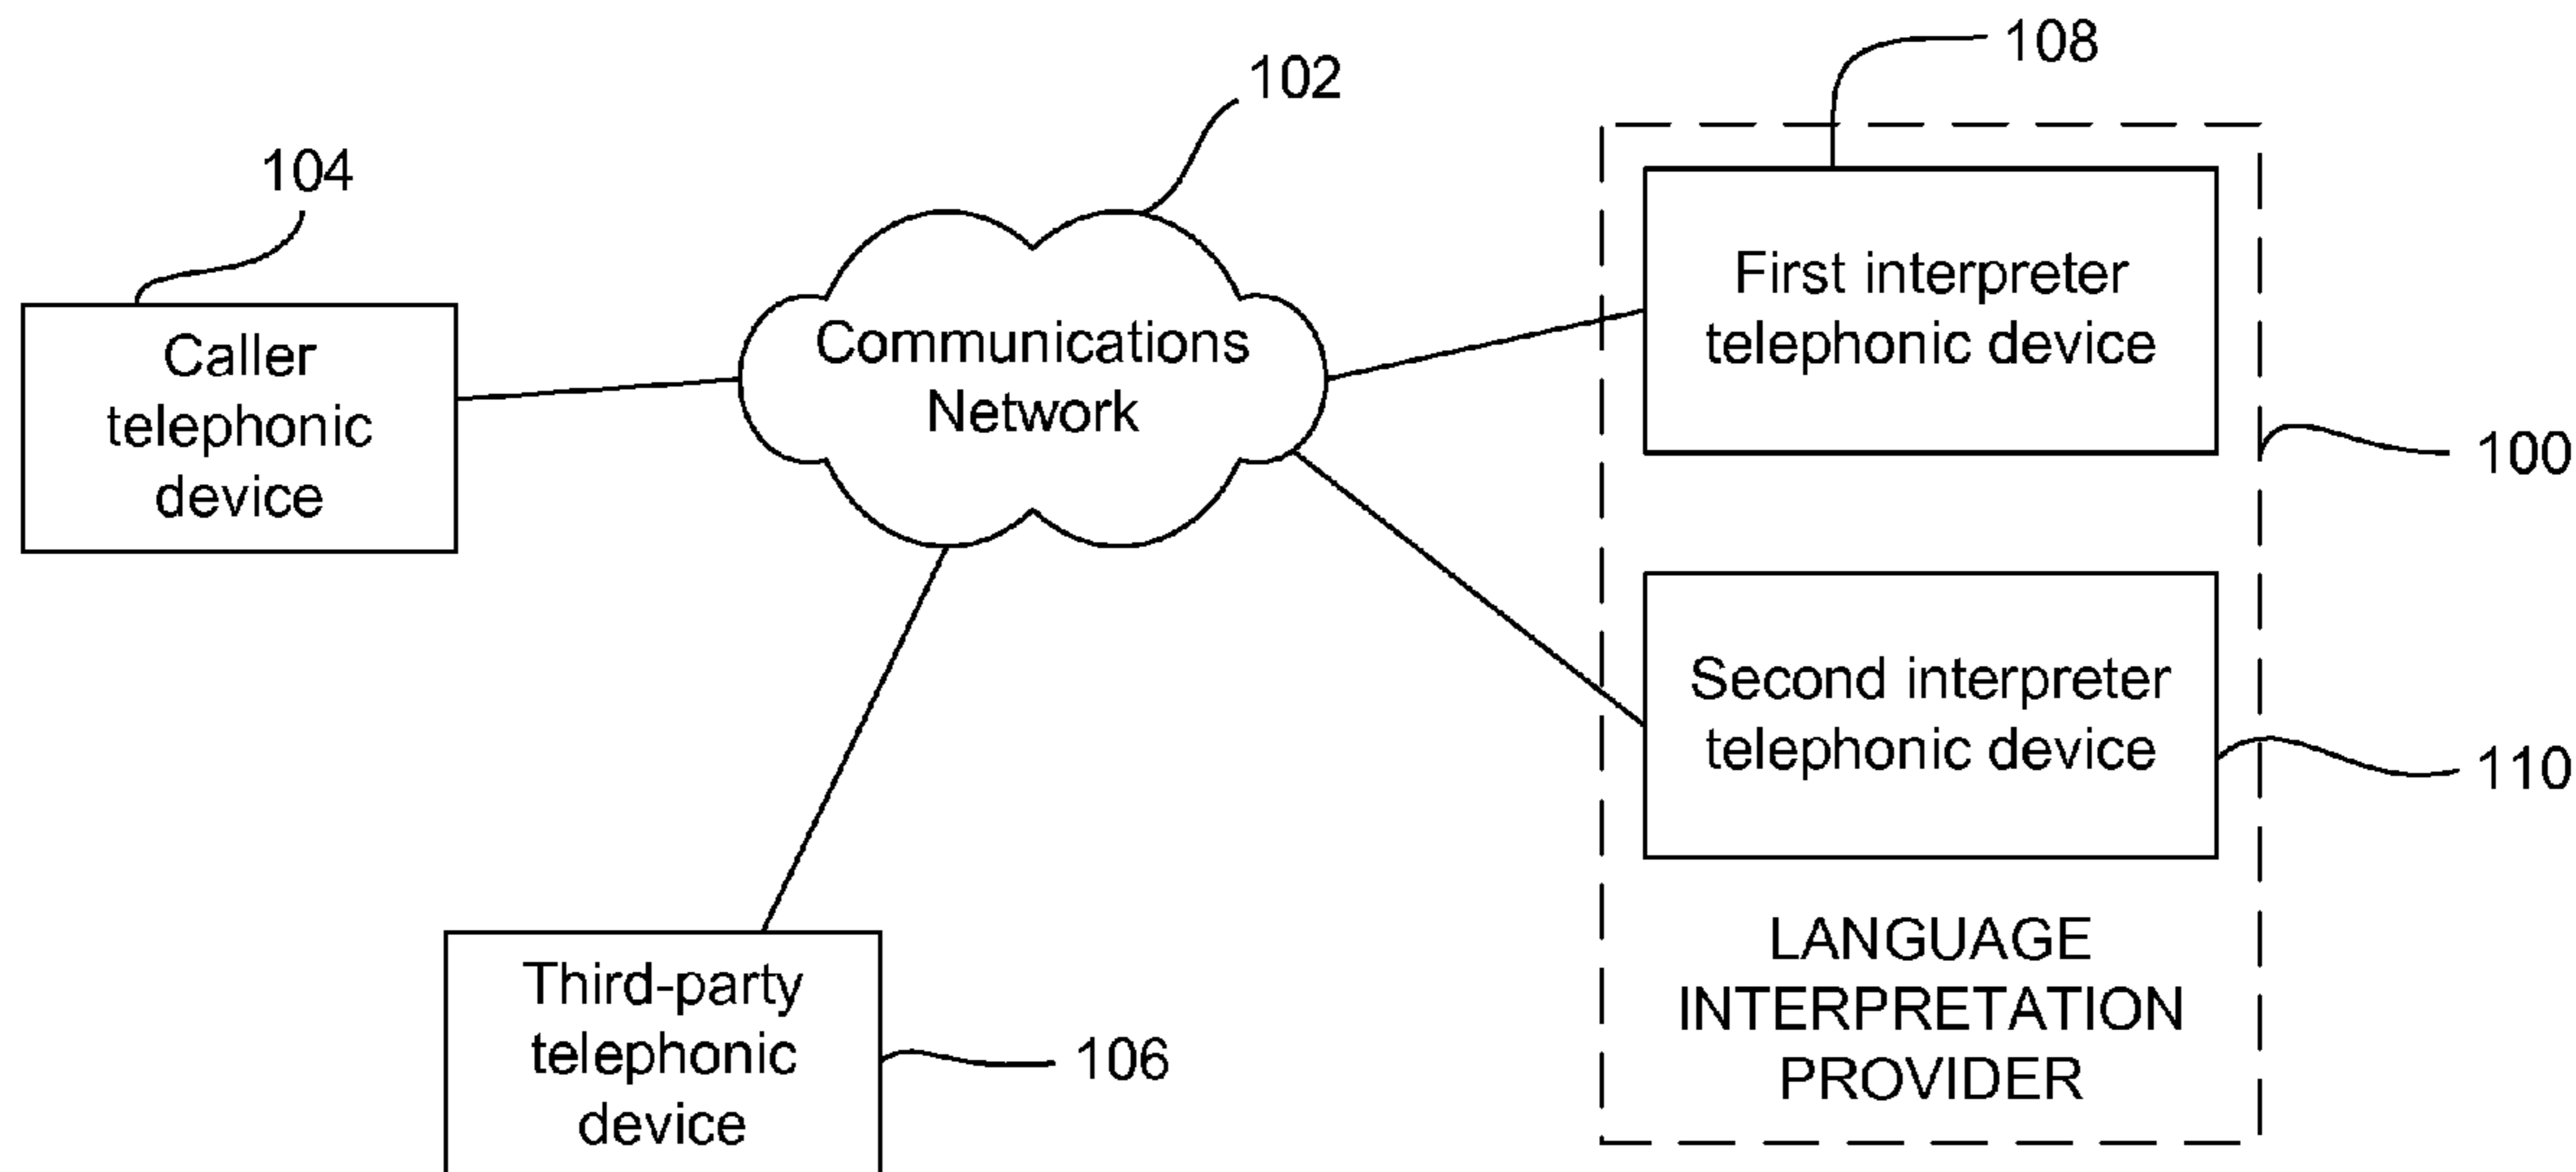 108
102
104
First interpreter
telephonic device
Communications
Network
Caller
telephonic
device
100
Second interpreter
telephonic device
110
LANGUAGE
INTERPRETATION
PROVIDER
Third-party
telephonic
device
106